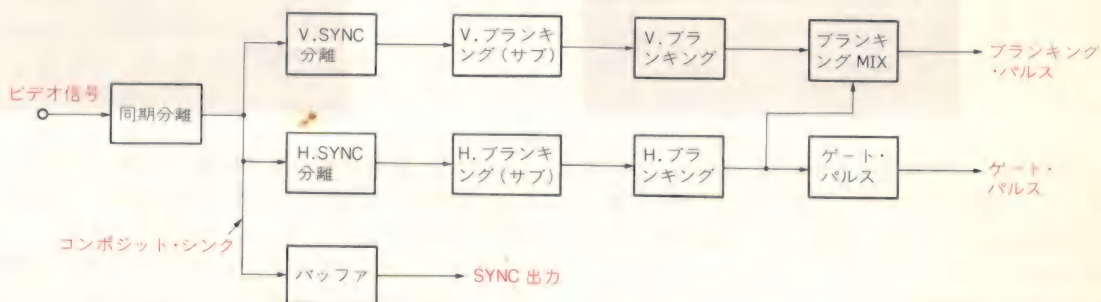 V.SYNC
分離
V.ブランキ
ング(サブ)
V.ブラ
ンキング
ブランキ
ングMIX
ブランキング
・パルス
ビデオ信号
同期分離
H.SYNC
分離
H.ブランキ
ング(サブ)
H.ブラ
ンキング
ゲート・
パルス
ゲート・
パルス
コンポジット・シンク
バッファ
SYNC 出力